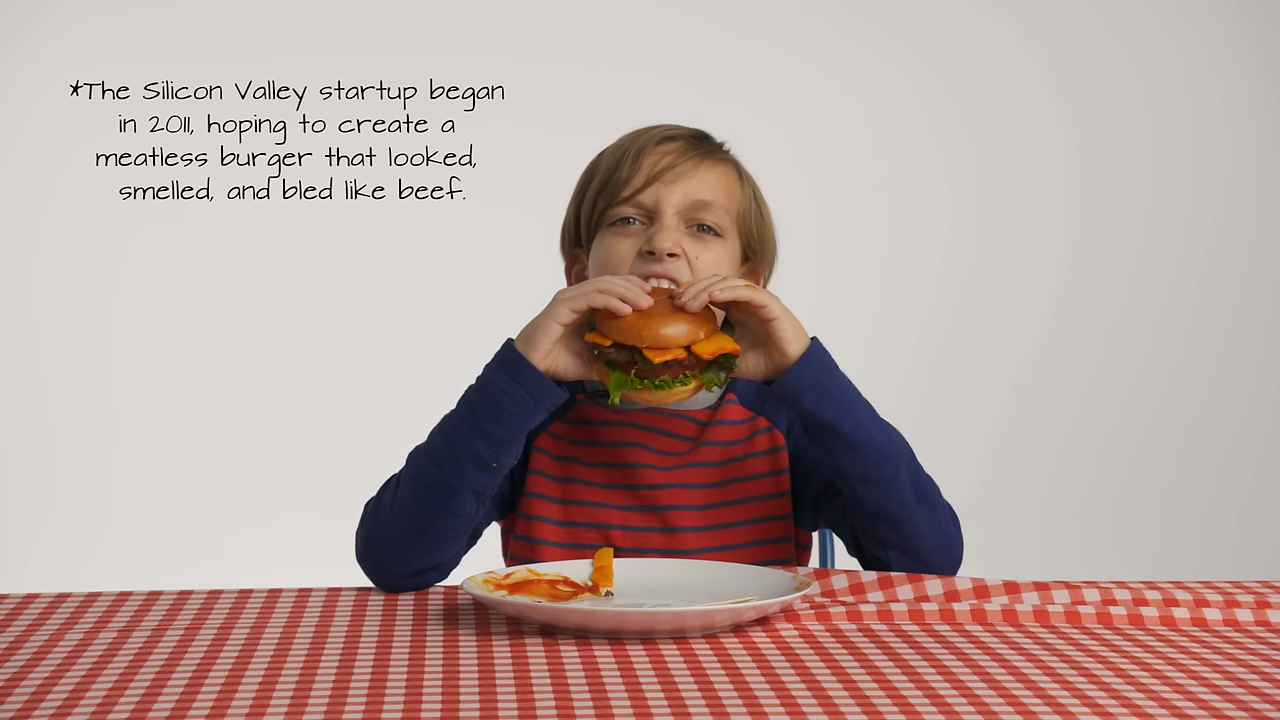 *The Silicon Valley startup began
in 2011, hoping to create a
meatless burger that looked,
smelled, and bled like beef.